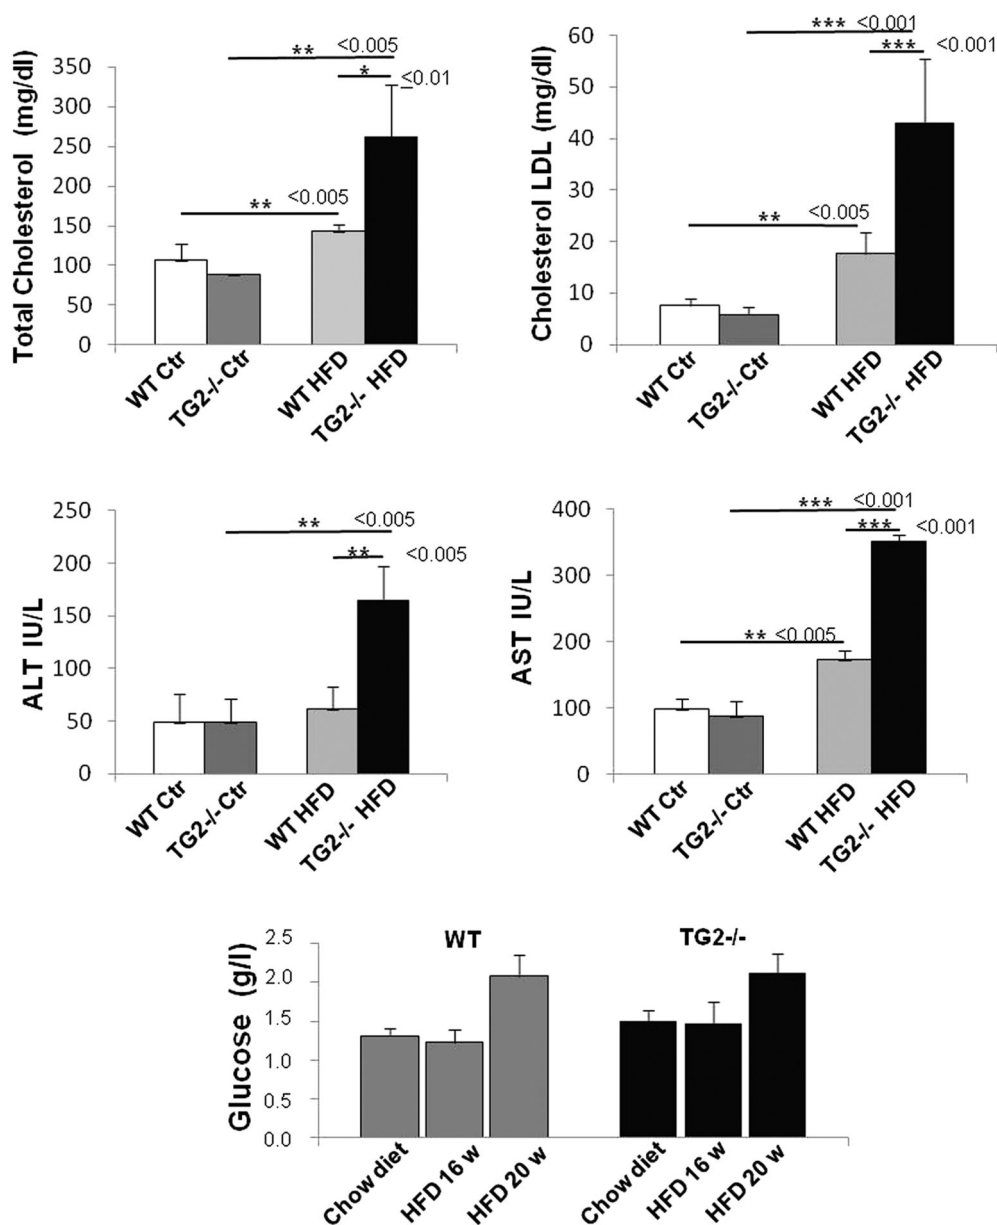 Total Cholesterol (mg/dl)
350
300
250
200
150
100
50
0
** <0.005
* <0.01
** <0.005
WT Ctr
TG2-/- Ctr
WT HFD
TG2-/- HFD
Cholesterol LDL (mg/dl)
60
50
40
30
20
10
0
*** <0.001
*** <0.001
** <0.005
WT Ctr
TG2-/- Ctr
WT HFD
TG2-/- HFD
ALT IU/L
250
200
150
100
50
0
** <0.005
** <0.005
WT Ctr
TG2-/- Ctr
WT HFD
TG2-/- HFD
AST IU/L
400
300
200
100
0
*** <0.001
*** <0.001
** <0.005
WT Ctr
TG2-/- Ctr
WT HFD
TG2-/- HFD
Glucose (g/l)
2.5
2.0
1.5
1.0
0.5
0.0
WT
TG2-/-
Chow diet
HFD 16 w
HFD 20 w
Chow diet
HFD 16 w
HFD 20 w